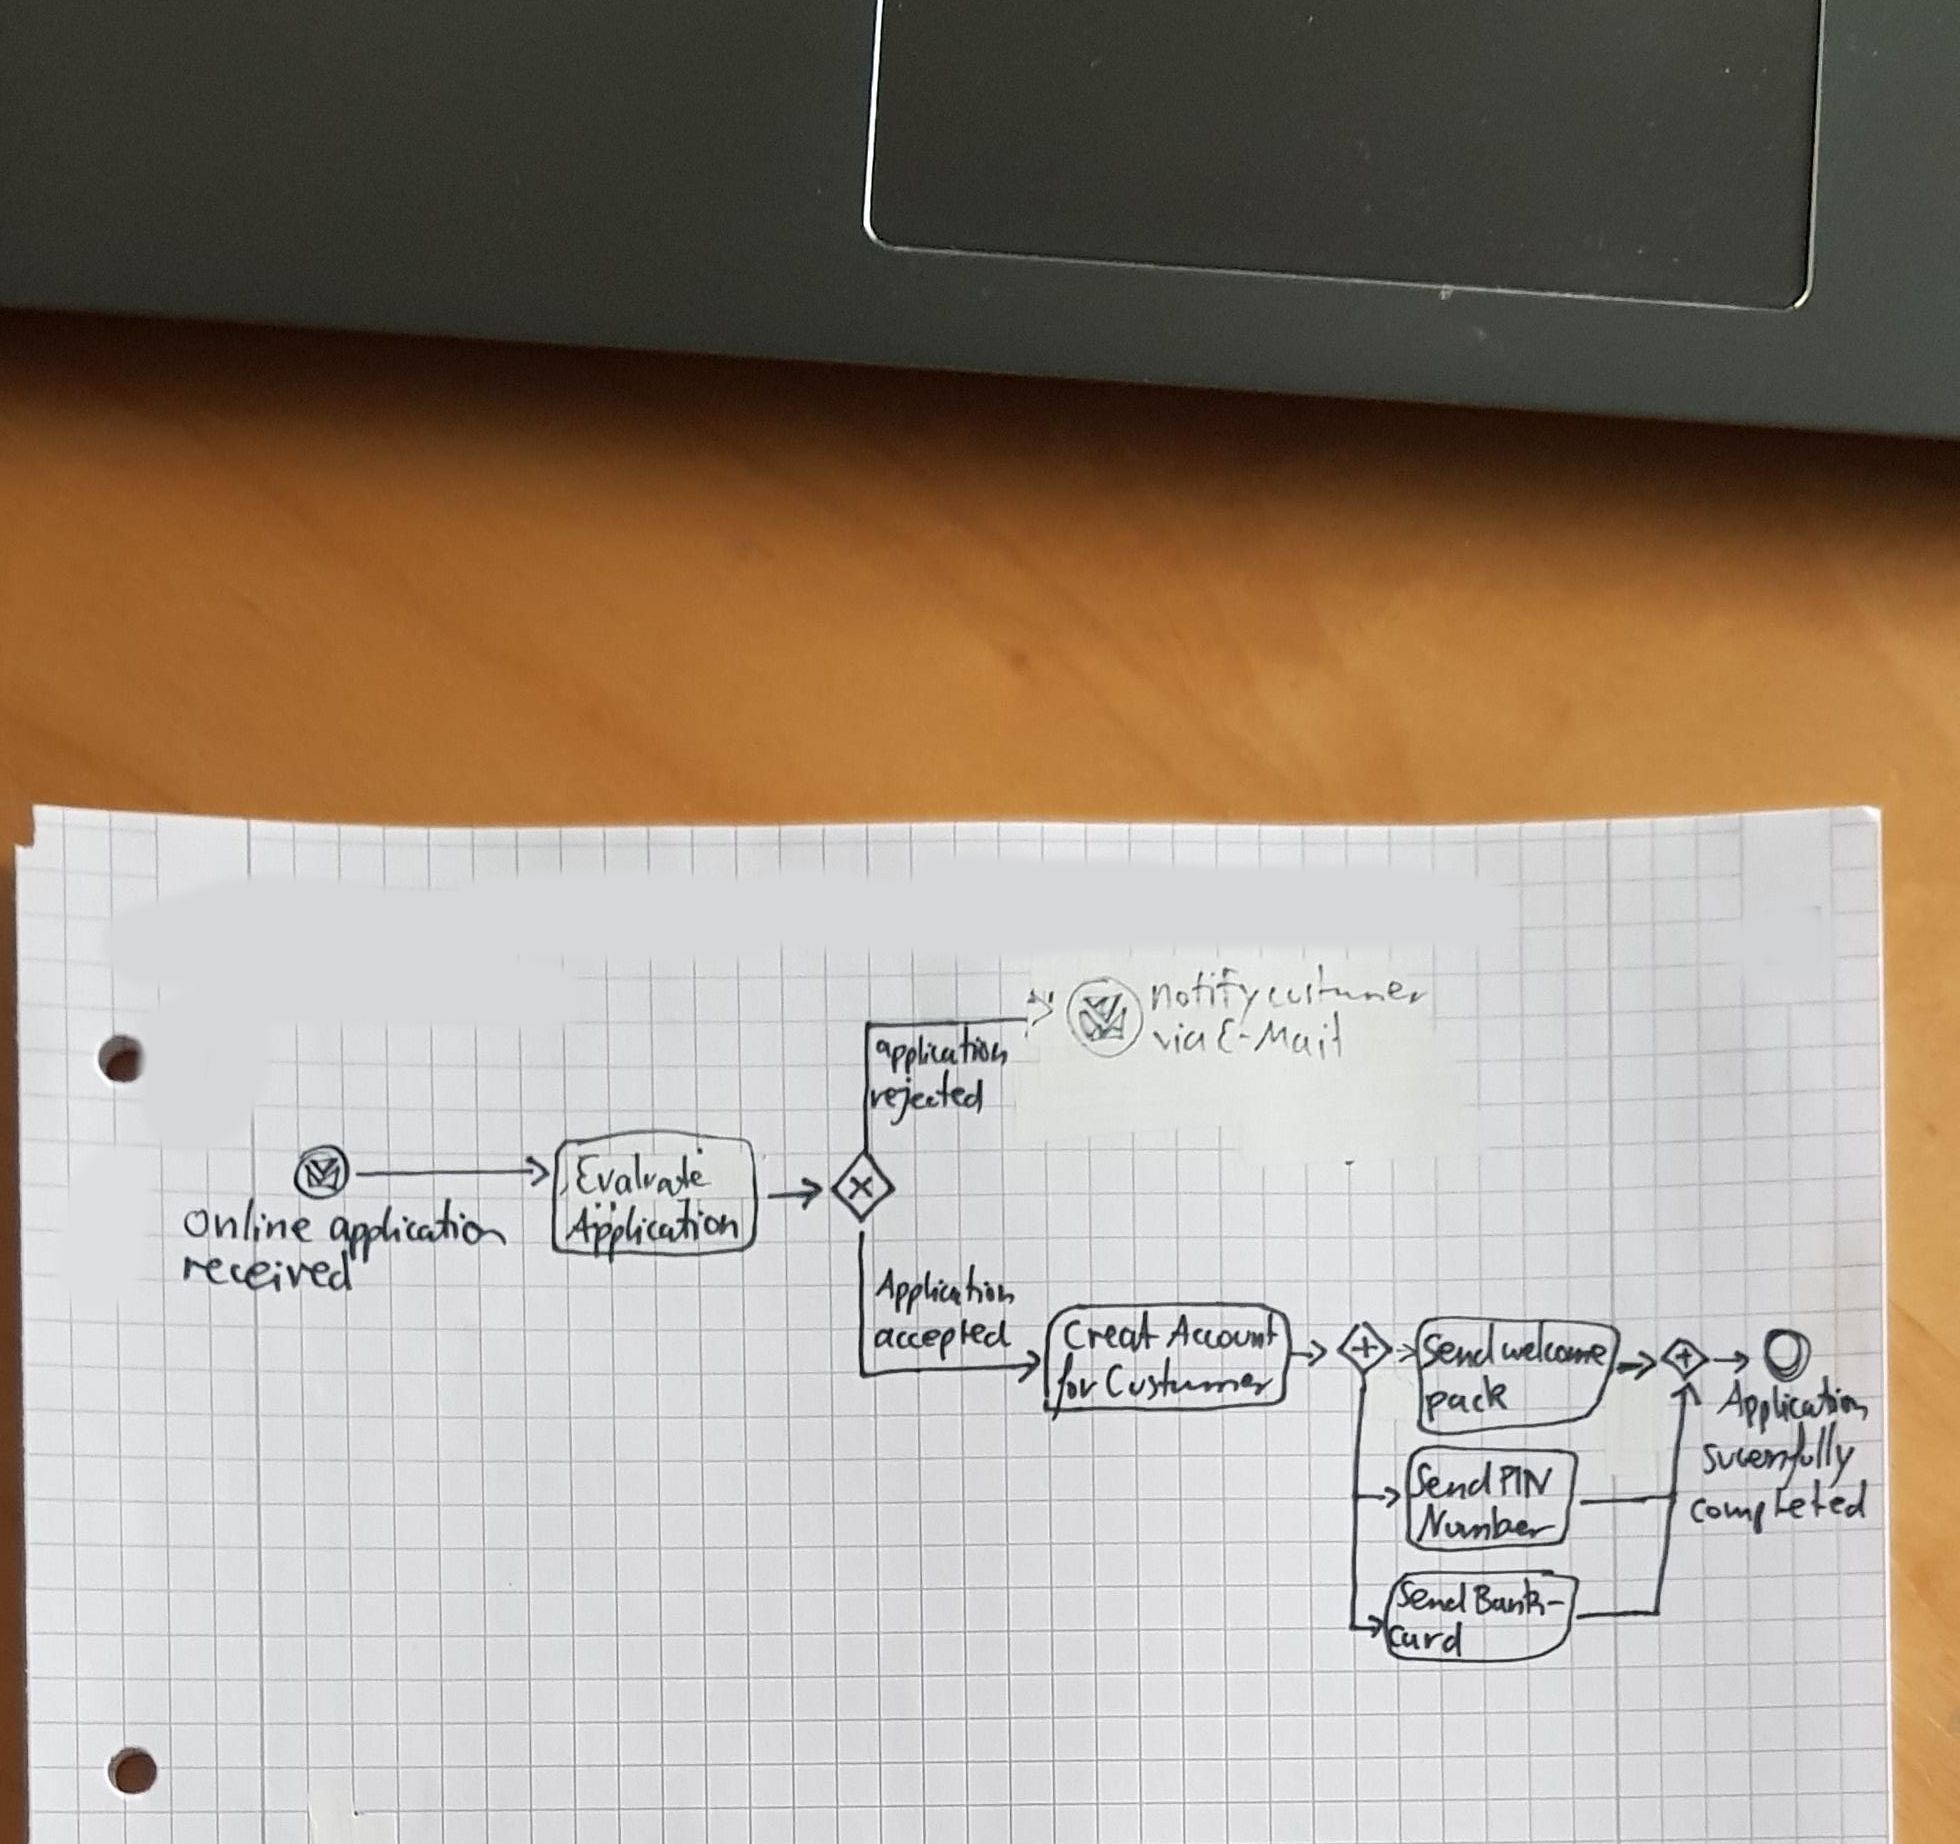 notify custumer
via E-Mail
application
rejected
Online application
received
Evaluate
Application
Application
accepted
Creat Account
for Custumer
Send welcome
pack
Send PIN
Number
Send Bank-
card
Application
sucessfully
completed